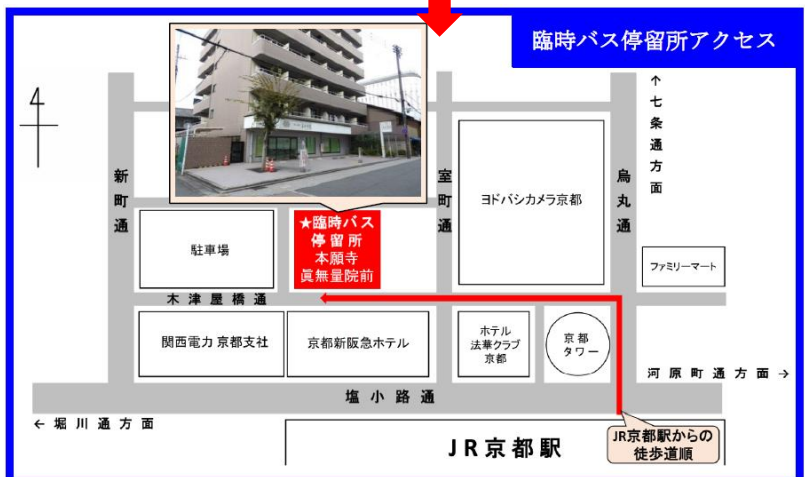 臨時バス停留所アクセス
4
↑七条通方面
新町通
室町通
烏丸通
ヨドバシカメラ京都
★臨時バス
停留所
本願寺
眞無量院前
駐車場
ファミリーマート
木津屋橋通
関西電力 京都支社
京都新阪急ホテル
ホテル
法華クラブ
京都
京都
タワー
河原町通方面→
塩小路通
←堀川通方面
JR京都駅
JR京都駅からの
徒歩道順